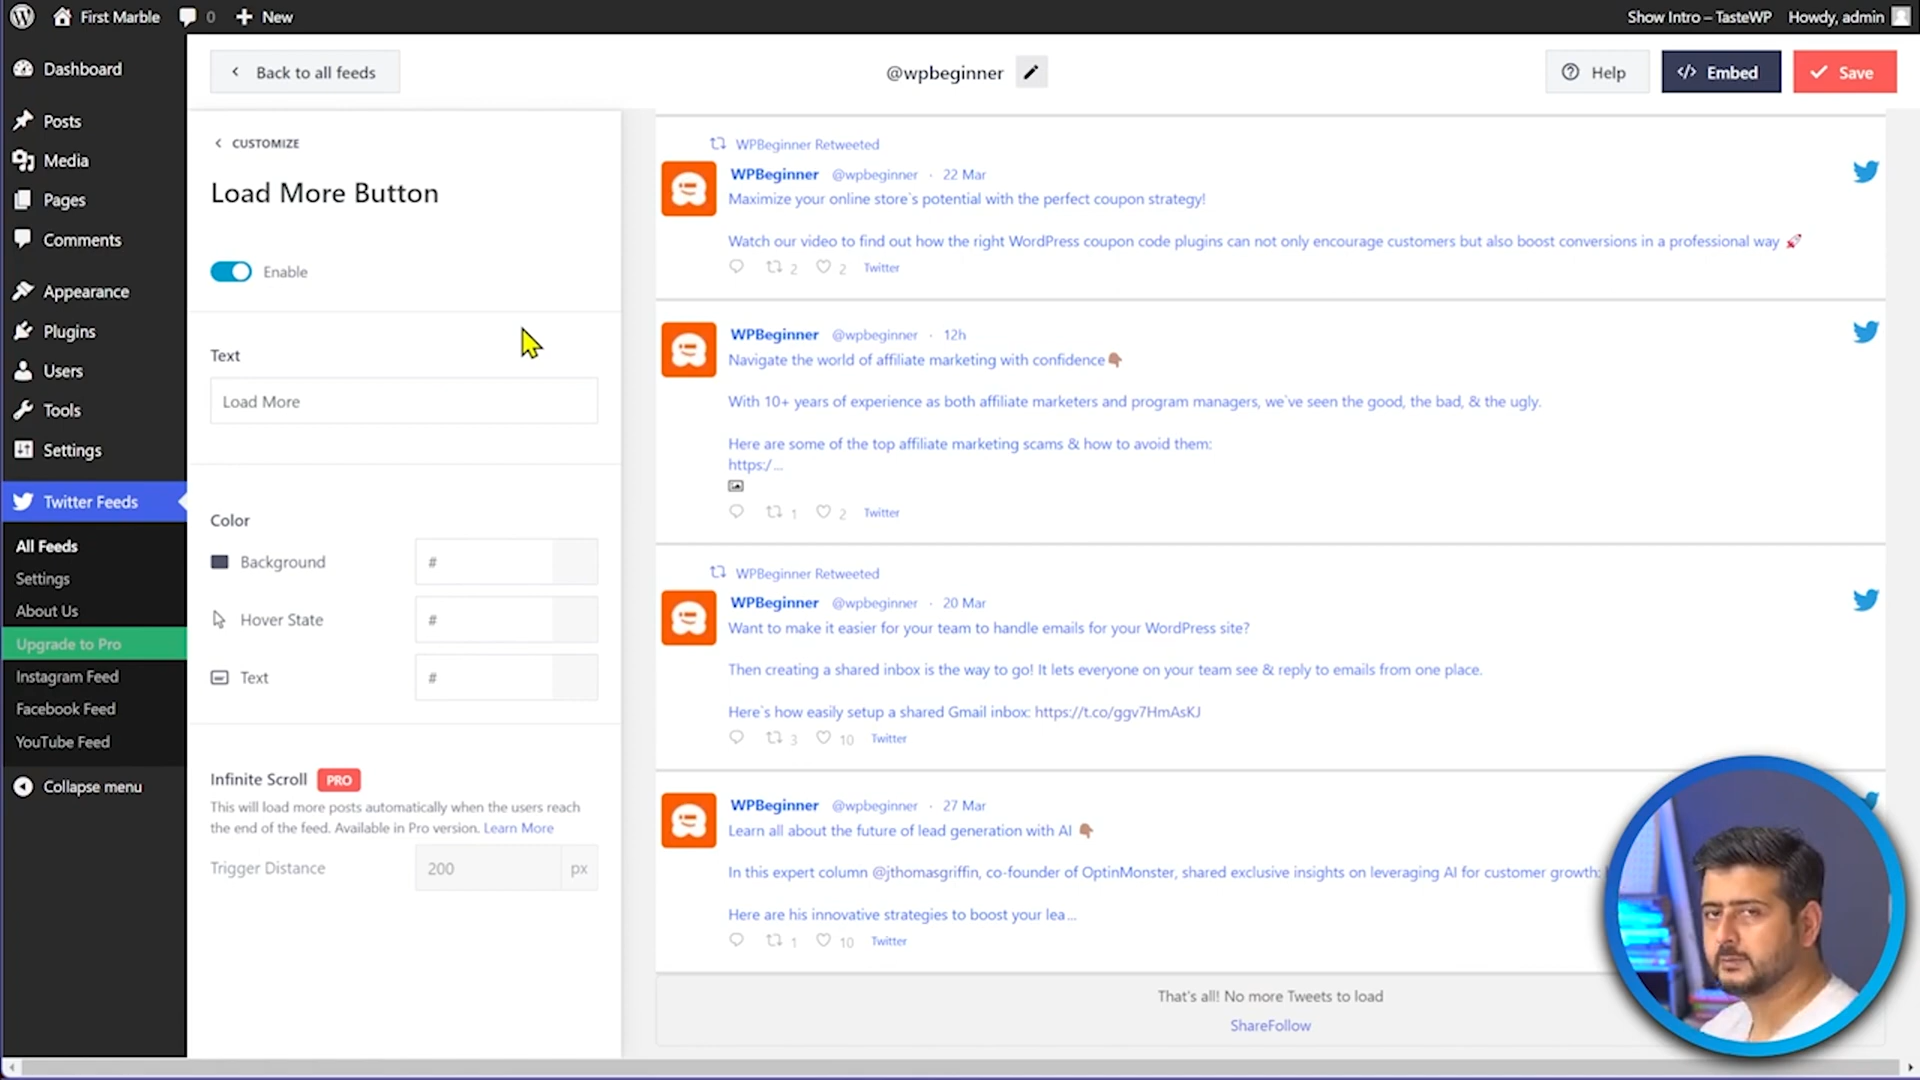 First Marble
0
New
Show Intro – TasteWP
Howdy, admin
Dashboard
Posts
Media
Pages
Comments
Appearance
Plugins
Users
Tools
Settings
Twitter Feeds
All Feeds
Settings
About Us
Upgrade to Pro
Instagram Feed
Facebook Feed
YouTube Feed
Collapse menu
Back to all feeds
@wpbeginner
Help
Embed
Save
CUSTOMIZE
Load More Button
Enable
Text
Load More
Color
Background #
Hover State #
Text #
Infinite Scroll PRO
This will load more posts automatically when the users reach
the end of the feed. Available in Pro version. Learn More
Trigger Distance 200 px
WPBeginner Retweeted
WPBeginner @wpbeginner · 22 Mar
Maximize your online store`s potential with the perfect coupon strategy!
Watch our video to find out how the right WordPress coupon code plugins can not only encourage customers but also boost conversions in a professional way
2 2 Twitter
WPBeginner @wpbeginner · 12h
Navigate the world of affiliate marketing with confidence
With 10+ years of experience as both affiliate marketers and program managers, we`ve seen the good, the bad, & the ugly.
Here are some of the top affiliate marketing scams & how to avoid them:
https:/...
1 2 Twitter
WPBeginner Retweeted
WPBeginner @wpbeginner · 20 Mar
Want to make it easier for your team to handle emails for your WordPress site?
Then creating a shared inbox is the way to go! It lets everyone on your team see & reply to emails from one place.
Here`s how easily setup a shared Gmail inbox: https://t.co/ggv7HmAsKJ
3 10 Twitter
WPBeginner @wpbeginner · 27 Mar
Learn all about the future of lead generation with AI
In this expert column @jthomasgriffin, co-founder of OptinMonster, shared exclusive insights on leveraging AI for customer growth:
Here are his innovative strategies to boost your lea...
1 10 Twitter
That's all! No more Tweets to load
ShareFollow